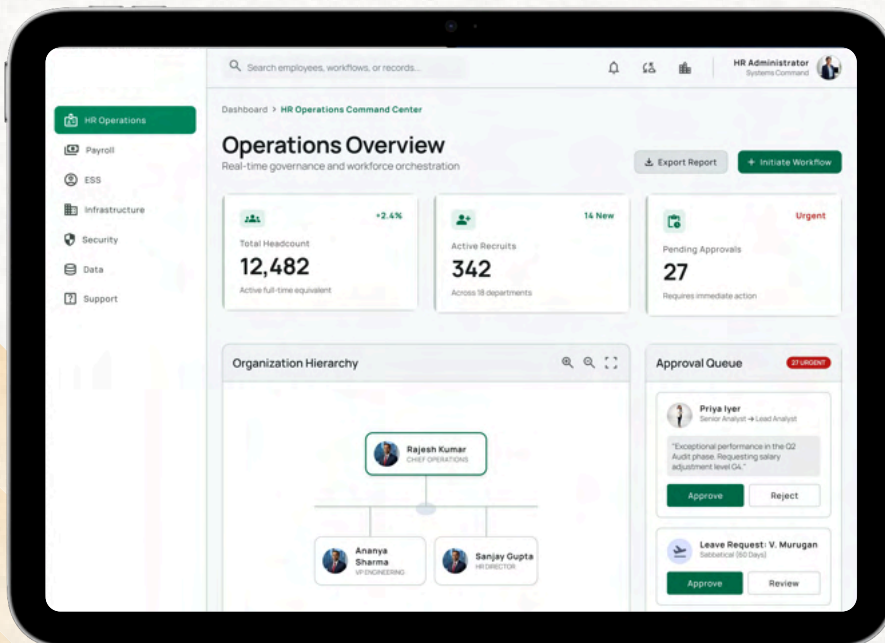 Search employees, workflows, or records...
HR Administrator
Systems Command
HR Operations
Payroll
ESS
Infrastructure
Security
Data
Support
Dashboard > HR Operations Command Center
Operations Overview
Real-time governance and workforce orchestration
Export Report
+ Initiate Workflow
+2.4%
Total Headcount
12,482
Active full-time equivalent
14 New
Active Recruits
342
Across 18 departments
Urgent
Pending Approvals
27
Requires immediate action
Organization Hierarchy
Rajesh Kumar
CHIEF OPERATIONS
Ananya
Sharma
VP ENGINEERING
Sanjay Gupta
HR DIRECTOR
Approval Queue
27 URGENT
Priya Iyer
Senior Analyst → Lead Analyst
"Exceptional performance in the Q2
Audit phase. Requesting salary
adjustment level G4."
Approve
Reject
Leave Request: V. Murugan
Sabbatical (60 Days)
Approve
Review